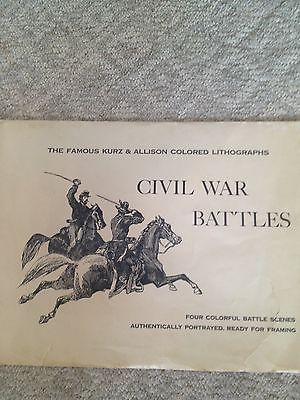 THE FAMOUS KURZ & ALLISON COLORED LITHOGRAPHS
CIVIL WAR
BATTLES
FOUR COLORFUL BATTLE SCENES
AUTHENTICALLY PORTRAYED. READY FOR FRAMING